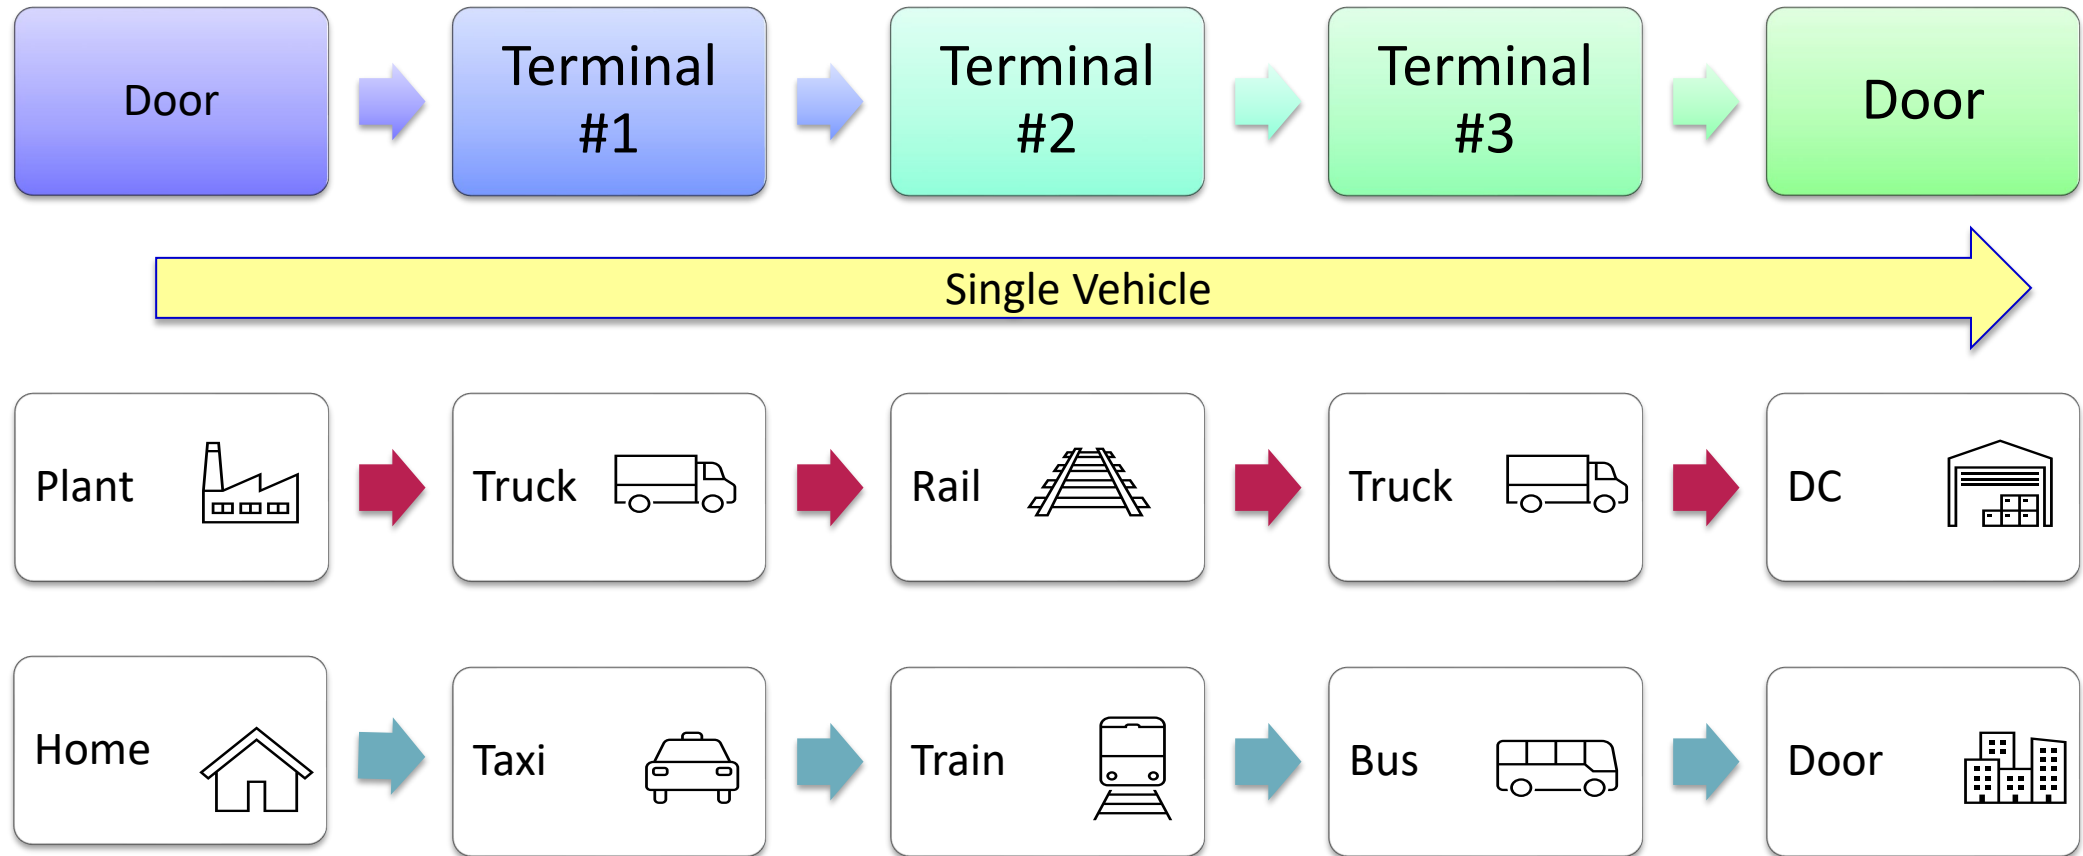 Door
Terminal
#1
Terminal
#2
Terminal
#3
Door
Single Vehicle
Plant
Truck
Rail
Truck
DC
Home
Taxi
Train
Bus
Door